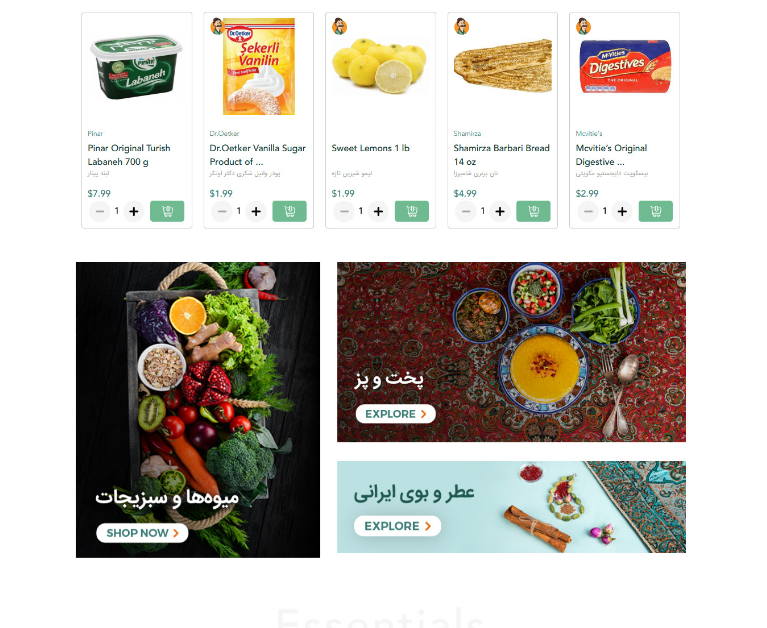 PINAR
Labaneh
Dr.Oetker
Şekerli
Vanilin
McVitie's
Digestives
THE ORIGINAL
Pinar
Pinar Original Turish
Labaneh 700 g
لبنه پینار
$7.99
1
Dr.Oetker
Dr.Oetker Vanilla Sugar
Product of ...
پودر وانیل شکری دکتر اوتکر
$1.99
1
Sweet Lemons 1 lb
لیمو شیرین تازه
$1.99
1
Shamirza
Shamirza Barbari Bread
14 oz
نان بربری شامیرزا
$4.99
1
Mcvitie's
Mcvitie's Original
Digestive ...
بیسکویت دایجستیو مکویتی
$2.99
1
میوه‌ها و سبزیجات
SHOP NOW
پخت و پز
EXPLORE
عطر و بوی ایرانی
EXPLORE
Essentials